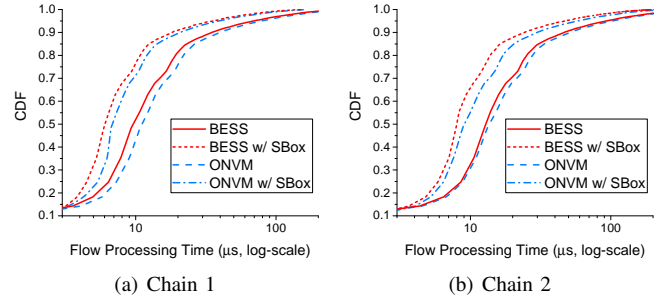 1.0
0.9
0.8
0.7
0.6
0.5
0.4
0.3
0.2
0.1
CDF
BESS
BESS w/ SBox
ONVM
ONVM w/ SBox
10
100
Flow Processing Time (μs, log-scale)
(a) Chain 1
1.0
0.9
0.8
0.7
0.6
0.5
0.4
0.3
0.2
0.1
CDF
BESS
BESS w/ SBox
ONVM
ONVM w/ SBox
10
100
Flow Processing Time (μs, log-scale)
(b) Chain 2